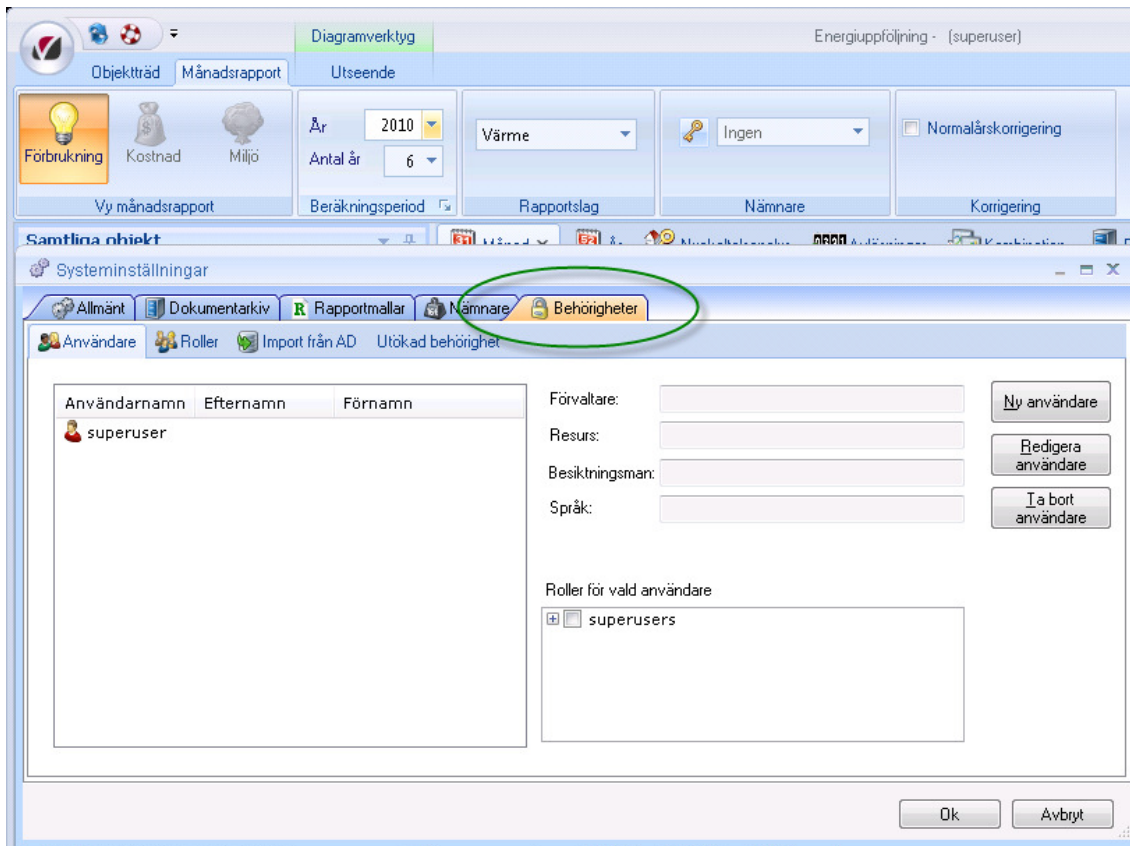 Diagramverktyg
Energiuppföljning - (superuser)
Objektträd Månadsrapport Utseende
År 2010
Antal år 6
Värme
Ingen
Normalårskorrigering
Förbrukning Kostnad Miljö
Vy månadsrapport Beräkningsperiod Rapportslag Nämnare Korrigering
Samtliga objekt Månad År
Systeminställningar
Allmänt Dokumentarkiv R Rapportmallar Nämnare Behörigheter
Användare Roller Import från AD Utökad behörighet
Användarnamn Efternamn Förnamn
superuser
Förvaltare:
Resurs:
Besiktningsman:
Språk:
Ny användare
Redigera användare
Ta bort användare
Roller för vald användare
superusers
Ok Avbryt